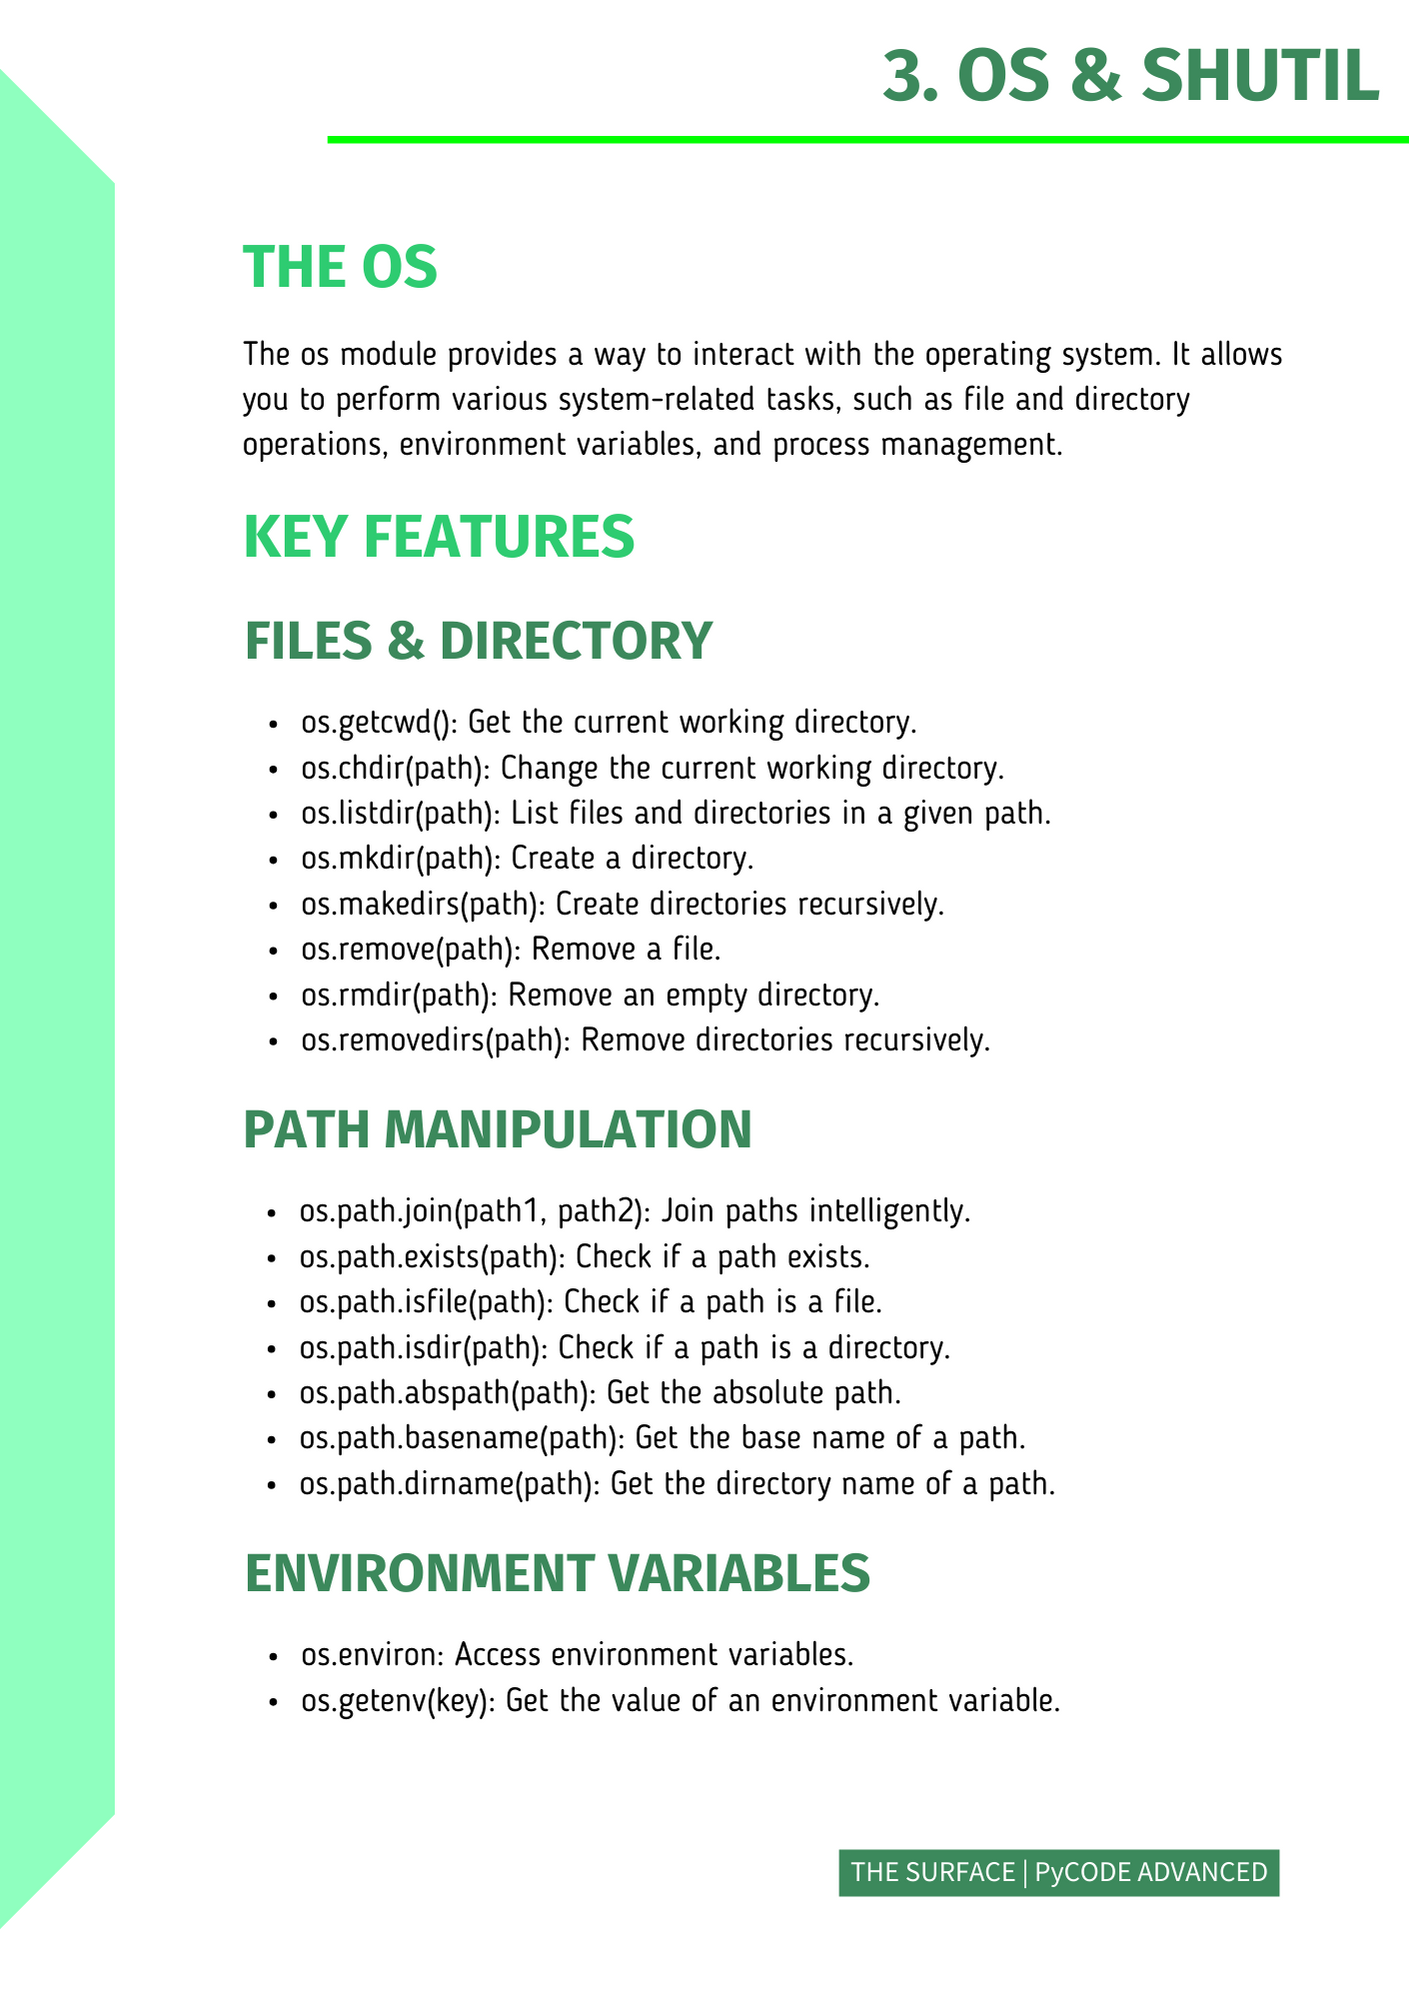 3. OS & SHUTIL
THE OS
The os module provides a way to interact with the operating system. It allows
you to perform various system-related tasks, such as file and directory
operations, environment variables, and process management.
KEY FEATURES
FILES & DIRECTORY
• os.getcwd(): Get the current working directory.
• os.chdir(path): Change the current working directory.
• os.listdir(path): List files and directories in a given path.
• os.mkdir(path): Create a directory.
• os.makedirs(path): Create directories recursively.
• os.remove(path): Remove a file.
• os.rmdir(path): Remove an empty directory.
• os.removedirs(path): Remove directories recursively.
PATH MANIPULATION
• os.path.join(path1, path2): Join paths intelligently.
• os.path.exists(path): Check if a path exists.
• os.path.isfile(path): Check if a path is a file.
• os.path.isdir(path): Check if a path is a directory.
• os.path.abspath(path): Get the absolute path.
• os.path.basename(path): Get the base name of a path.
• os.path.dirname(path): Get the directory name of a path.
ENVIRONMENT VARIABLES
• os.environ: Access environment variables.
• os.getenv(key): Get the value of an environment variable.
THE SURFACE | PyCODE ADVANCED